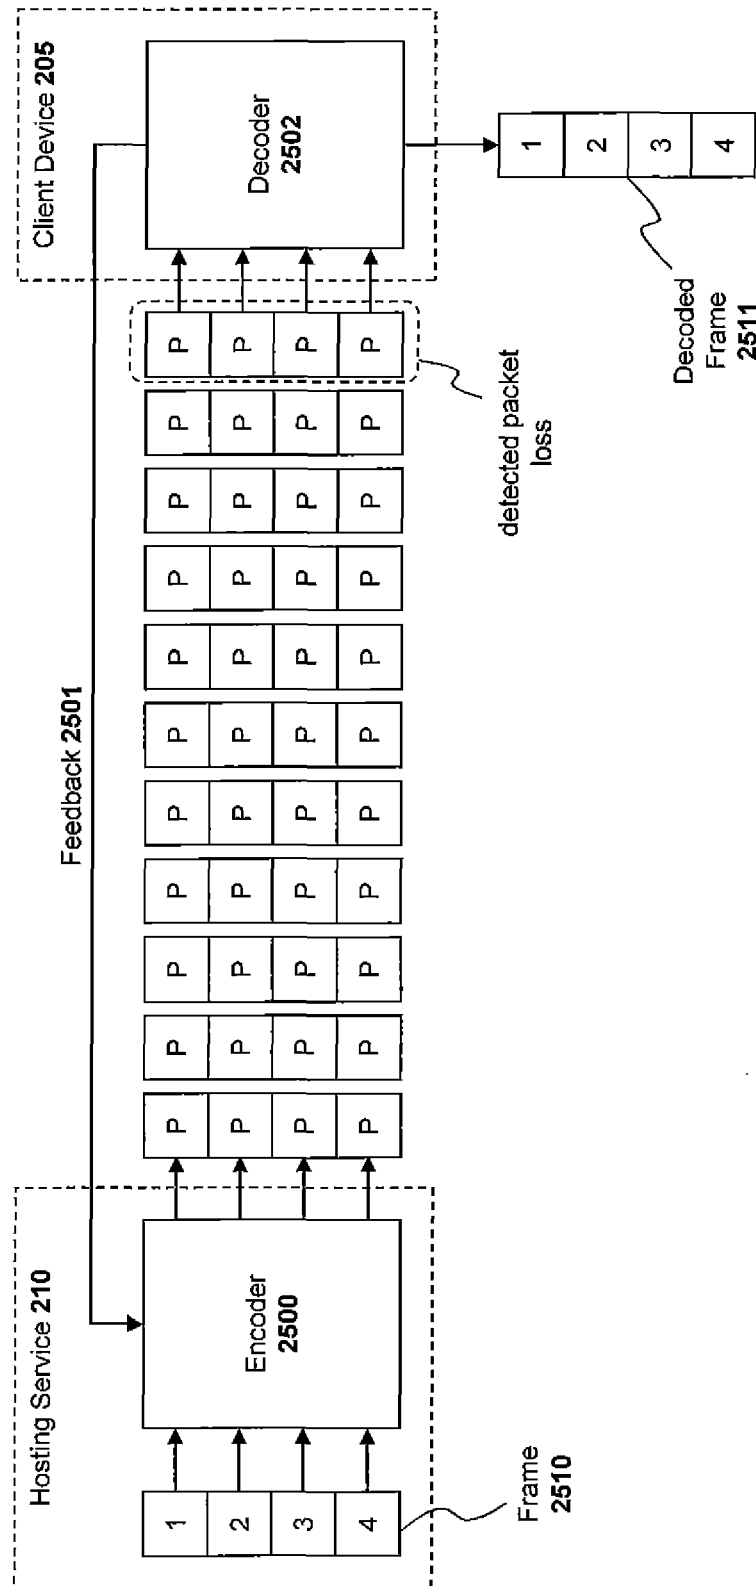 Hosting Service 210
Feedback 2501
Client Device 205
1 P P P P P P P P P P P
2 P P P P P P P P P P P
3 P P P P P P P P P P P
4 P P P P P P P P P P P
Encoder
2500
Decoder
2502
Frame
2510
detected packet
loss
1
2
3
4
Decoded
Frame
2511